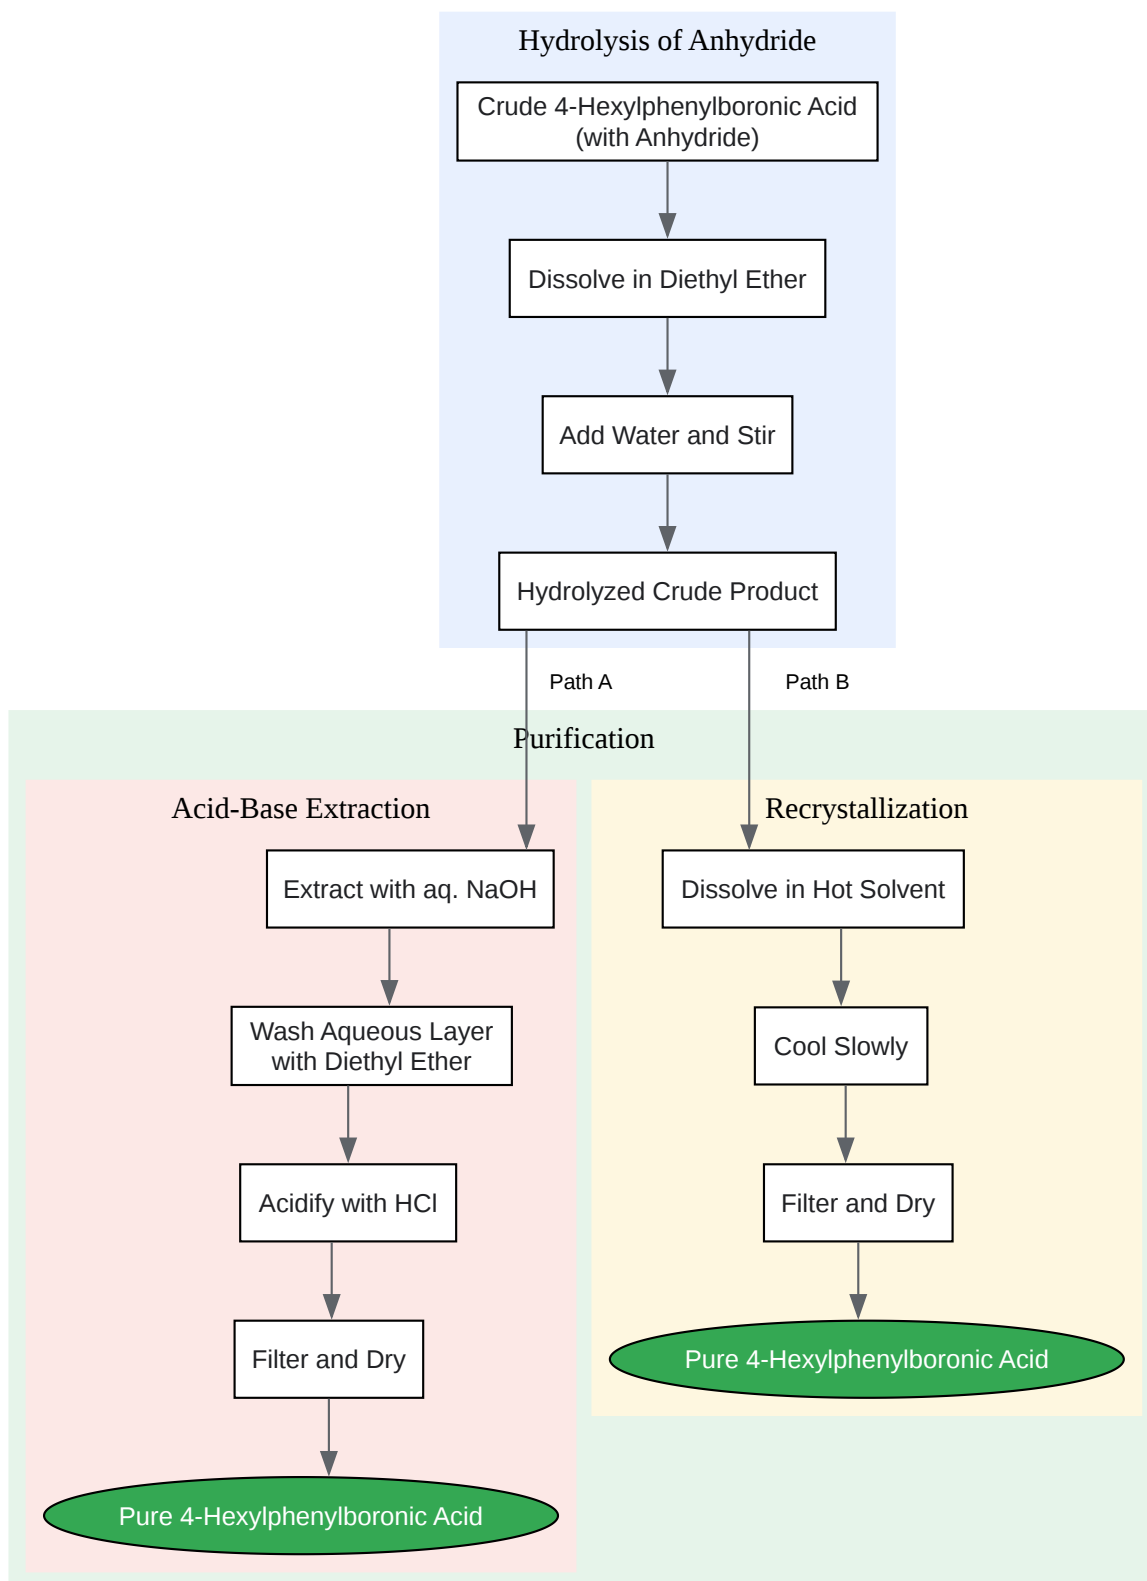 Hydrolysis of Anhydride
Crude 4-Hexylphenylboronic Acid
(with Anhydride)
Dissolve in Diethyl Ether
Add Water and Stir
Hydrolyzed Crude Product
Path A
Path B
Purification
Acid-Base Extraction
Extract with aq. NaOH
Wash Aqueous Layer
with Diethyl Ether
Acidify with HCl
Filter and Dry
Pure 4-Hexylphenylboronic Acid
Recrystallization
Dissolve in Hot Solvent
Cool Slowly
Filter and Dry
Pure 4-Hexylphenylboronic Acid